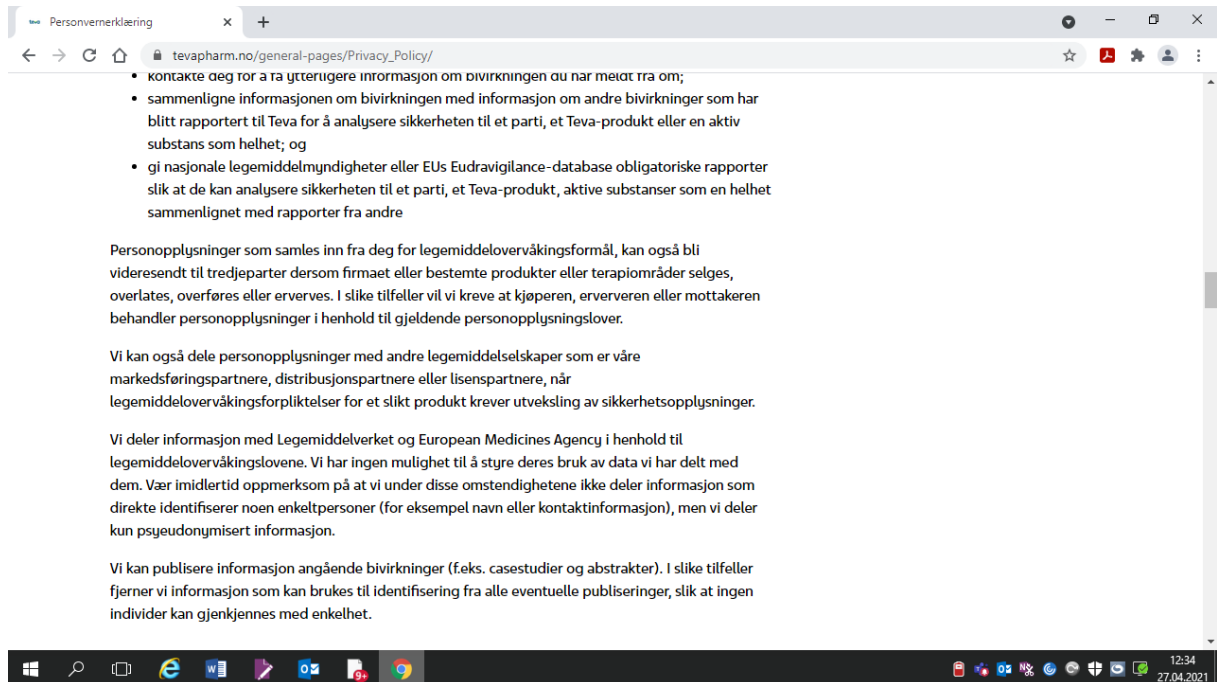 Personvernerklæring
tevapharm.no/general-pages/Privacy_Policy/
kontakte deg for å få ytterligere informasjon om bivirkningen du har meldt fra om;
• sammenligne informasjonen om bivirkningen med informasjon om andre bivirkninger som har
blitt rapportert til Teva for å analysere sikkerheten til et parti, et Teva-produkt eller en aktiv
substans som helhet; og
• gi nasjonale legemiddelmyndigheter eller EUs Eudravigilance-database obligatoriske rapporter
slik at de kan analysere sikkerheten til et parti, et Teva-produkt, aktive substanser som en helhet
sammenlignet med rapporter fra andre
Personopplysninger som samles inn fra deg for legemiddelovervåkingsformål, kan også bli
videresendt til tredjeparter dersom firmaet eller bestemte produkter eller terapiområder selges,
overlates, overføres eller erverves. I slike tilfeller vil vi kreve at kjøperen, erververen eller mottakeren
behandler personopplysninger i henhold til gjeldende personopplysningslover.
Vi kan også dele personopplysninger med andre legemiddelselskaper som er våre
markedsføringspartnere, distribusjonspartnere eller lisenspartnere, når
legemiddelovervåkingsforpliktelser for et slikt produkt krever utveksling av sikkerhetsopplysninger.
Vi deler informasjon med Legemiddelverket og European Medicines Agency i henhold til
legemiddelovervåkingslovene. Vi har ingen mulighet til å styre deres bruk av data vi har delt med
dem. Vær imidlertid oppmerksom på at vi under disse omstendighetene ikke deler informasjon som
direkte identifiserer noen enkeltpersoner (for eksempel navn eller kontaktinformasjon), men vi deler
kun psyeudonymisert informasjon.
Vi kan publisere informasjon angående bivirkninger (f.eks. casestudier og abstrakter). I slike tilfeller
fjerner vi informasjon som kan brukes til identifisering fra alle eventuelle publiseringer, slik at ingen
individer kan gjenkjennes med enkelhet.
12:34
27.04.2021